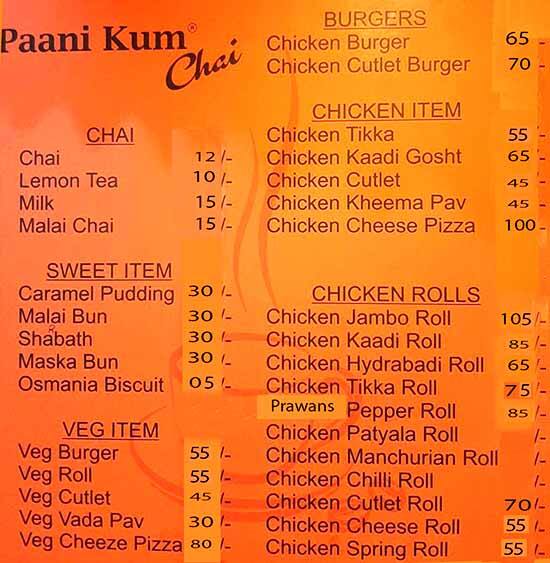 Paani Kum®
Chai
CHAI
Chai 12/-
Lemon Tea 10/-
Milk 15/-
Malai Chai 15/-
SWEET ITEM
Caramel Pudding 30/-
Malai Bun 30/-
Shabath 30/-
Maska Bun 30/-
Osmania Biscuit 05/-
VEG ITEM
Veg Burger 55/-
Veg Roll 55/-
Veg Cutlet 45/-
Veg Vada Pav 30/-
Veg Cheeze Pizza 80/-
BURGERS
Chicken Burger 65-
Chicken Cutlet Burger 70-
CHICKEN ITEM
Chicken Tikka 55-
Chicken Kaadi Gosht 65-
Chicken Cutlet 45-
Chicken Kheema Pav 45-
Chicken Cheese Pizza 100-
CHICKEN ROLLS
Chicken Jambo Roll 105/-
Chicken Kaadi Roll 85/-
Chicken Hydrabadi Roll 65/-
Chicken Tikka Roll 75/-
Prawans Pepper Roll 85/-
Chicken Patyala Roll /-
Chicken Manchurian Roll /-
Chicken Chilli Roll /-
Chicken Cutlet Roll 70/-
Chicken Cheese Roll 55/-
Chicken Spring Roll 55/-